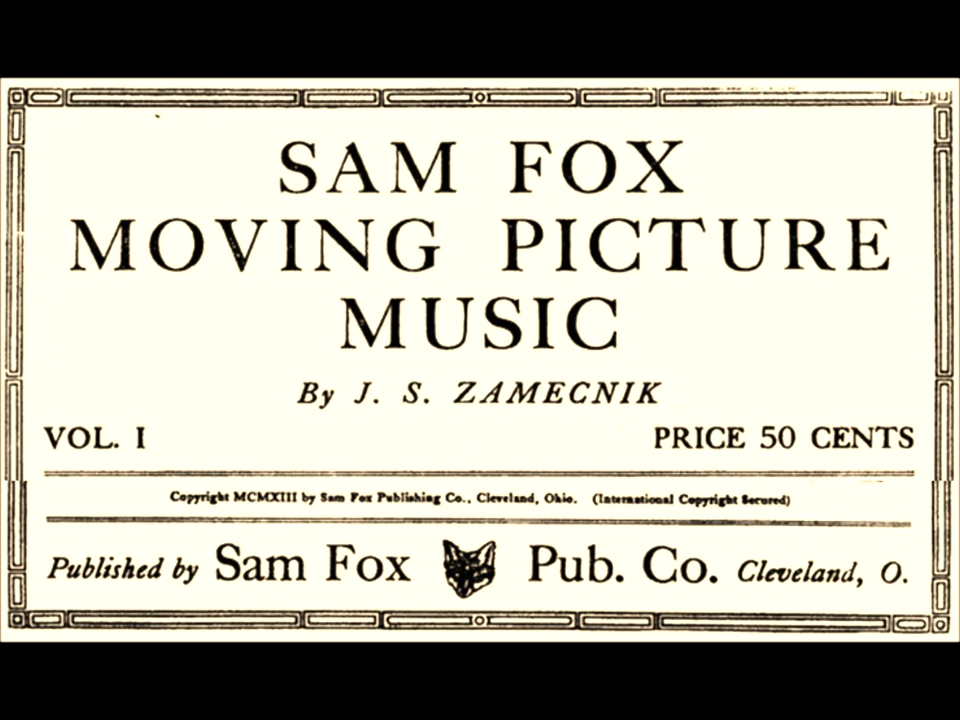 SAM FOX
MOVING PICTURE
MUSIC
By J. S. ZAMECNIK
VOL. I PRICE 50 CENTS
Copyright MCMXIII by Sam Fox Publishing Co., Cleveland, Ohio. (International Copyright Secured)
Published by Sam Fox Pub. Co. Cleveland, O.